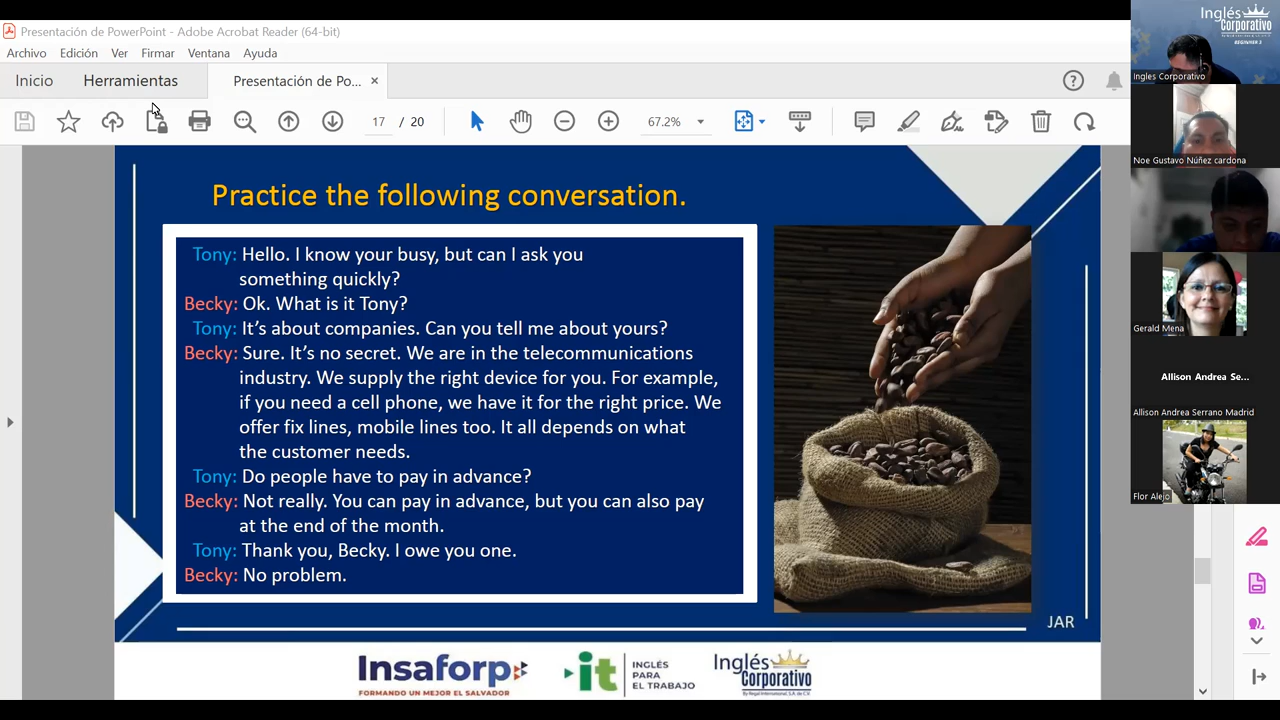 Presentación de PowerPoint - Adobe Acrobat Reader (64-bit)
Archivo Edición Ver Firmar Ventana Ayuda
Inicio Herramientas Presentación de Po... ×
17 / 20 67.2%
Practice the following conversation.
Tony: Hello. I know your busy, but can I ask you
something quickly?
Becky: Ok. What is it Tony?
Tony: It's about companies. Can you tell me about yours?
Becky: Sure. It's no secret. We are in the telecommunications
industry. We supply the right device for you. For example,
if you need a cell phone, we have it for the right price. We
offer fix lines, mobile lines too. It all depends on what
the customer needs.
Tony: Do people have to pay in advance?
Becky: Not really. You can pay in advance, but you can also pay
at the end of the month.
Tony: Thank you, Becky. I owe you one.
Becky: No problem.
JAR
Insaforp
FORMANDO UN MEJOR EL SALVADOR
it
INGLÉS
PARA
EL TRABAJO
Inglés
Corporativo
By Regal International, S.A. de C.V.
Inglés
Corporativo
BEGINNER 2
Ingles Corporativo
Noe Gustavo Núñez cardona
Gerald Mena
Allison Andrea Se...
Allison Andrea Serrano Madrid
Flor Alejo